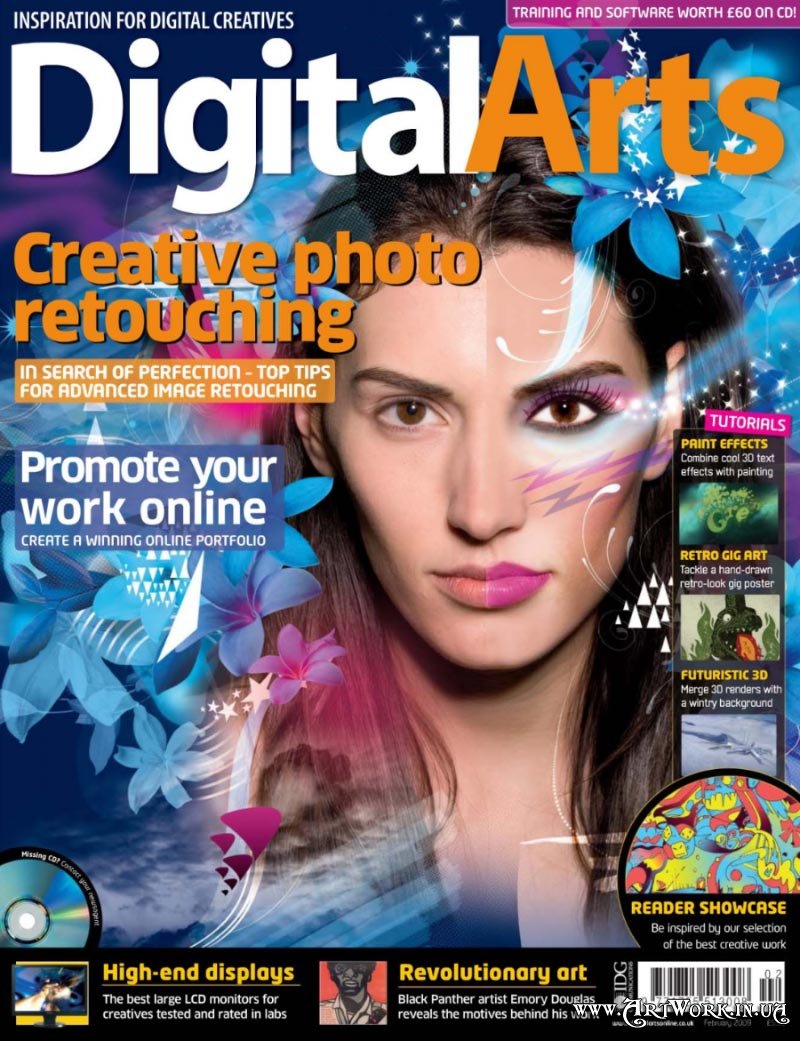 INSPIRATION FOR DIGITAL CREATIVES
TRAINING AND SOFTWARE WORTH £60 ON CD!
DigitalArts
Creative photo
retouching
IN SEARCH OF PERFECTION - TOP TIPS
FOR ADVANCED IMAGE RETOUCHING
Promote your
work online
CREATE A WINNING ONLINE PORTFOLIO
TUTORIALS
PAINT EFFECTS
Combine cool 3D text
effects with painting
Gre
RETRO GIG ART
Tackle a hand-drawn
retro-look gig poster
FUTURISTIC 3D
Merge 3D renders with
a wintry background
READER SHOWCASE
Be inspired by our selection
of the best creative work
Missing CD? Contact your newsagent
High-end displays
The best large LCD monitors for
creatives tested and rated in labs
Revolutionary art
Black Panther artist Emory Douglas
reveals the motives behind his work
IDG
02
February 2009
www.ArtWork.in.ua